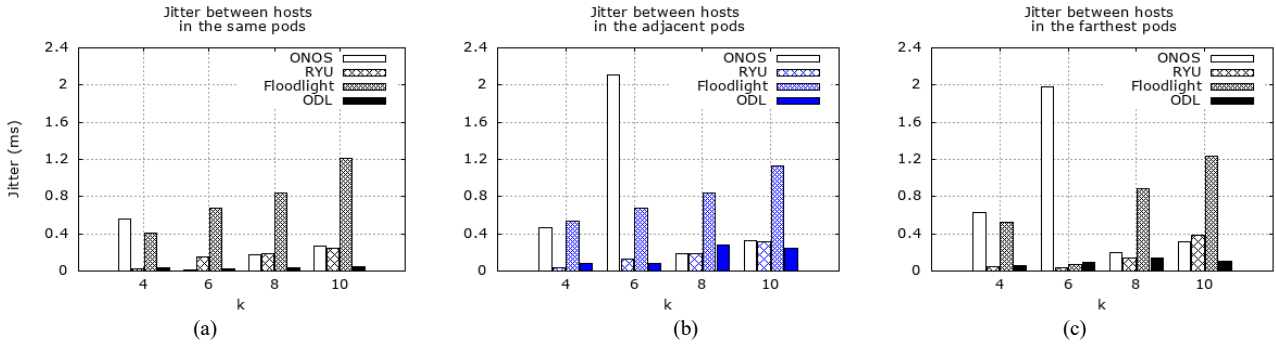 Jitter between hosts
in the same pods
Jitter (ms)
2.4
2
1.6
1.2
0.8
0.4
0
ONOS
RYU
Floodlight
ODL
4 6 8 10
k
(a)
Jitter between hosts
in the adjacent pods
2.4
2
1.6
1.2
0.8
0.4
0
ONOS
RYU
Floodlight
ODL
4 6 8 10
k
(b)
Jitter between hosts
in the farthest pods
2.4
2
1.6
1.2
0.8
0.4
0
ONOS
RYU
Floodlight
ODL
4 6 8 10
k
(c)